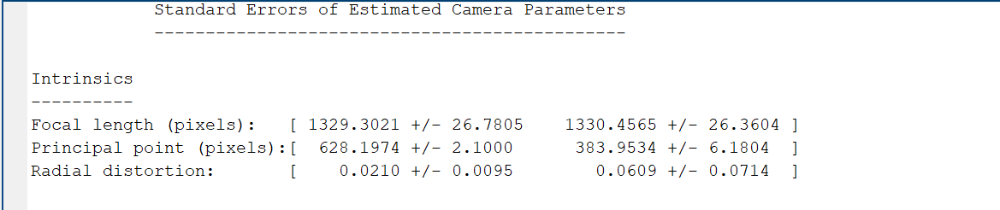 Standard Errors of Estimated Camera Parameters
----------------------------------------------
Intrinsics
----------
Focal length (pixels):   [ 1329.3021 +/- 26.7805    1330.4565 +/- 26.3604 ]
Principal point (pixels):[  628.1974 +/- 2.1000      383.9534 +/- 6.1804  ]
Radial distortion:       [    0.0210 +/- 0.0095        0.0609 +/- 0.0714  ]